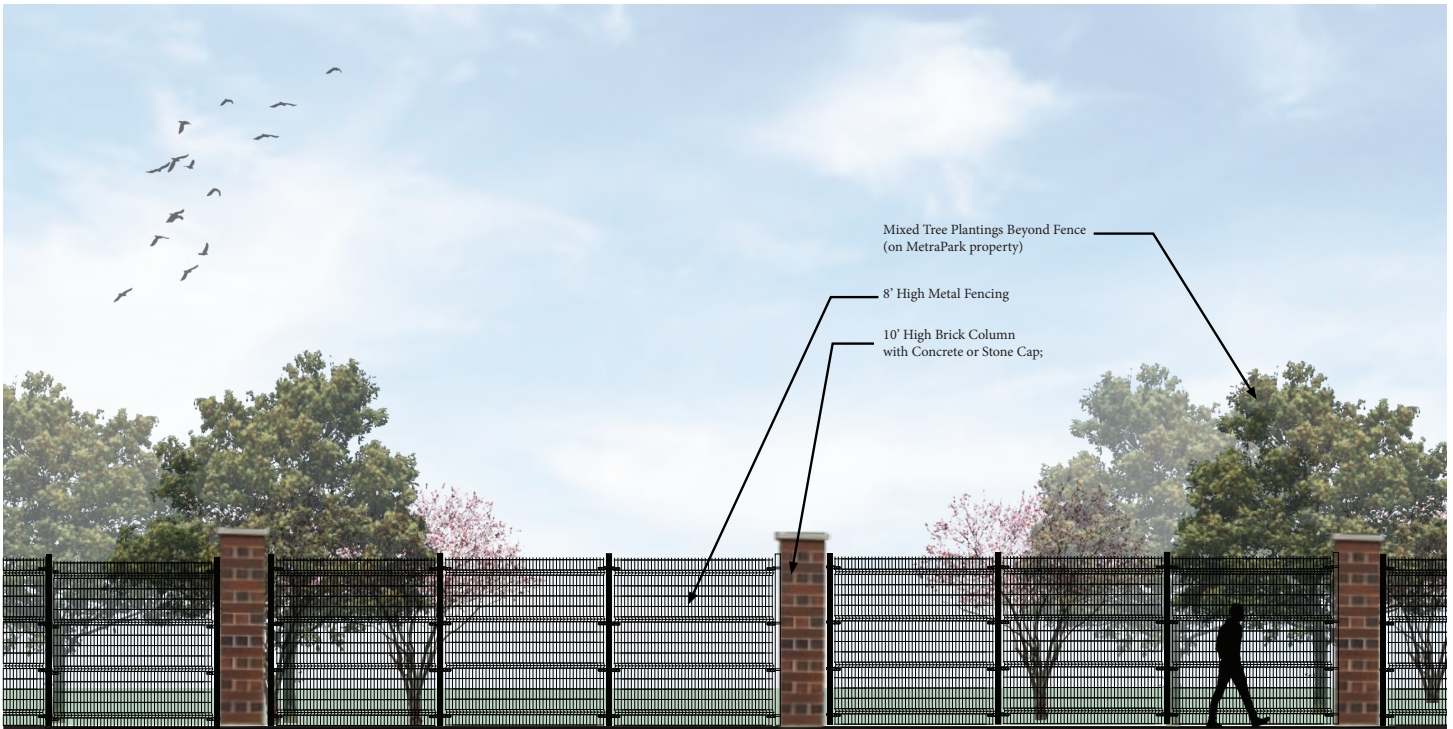 Mixed Tree Plantings Beyond Fence
(on MetraPark property)
8’ High Metal Fencing
10’ High Brick Column
with Concrete or Stone Cap;